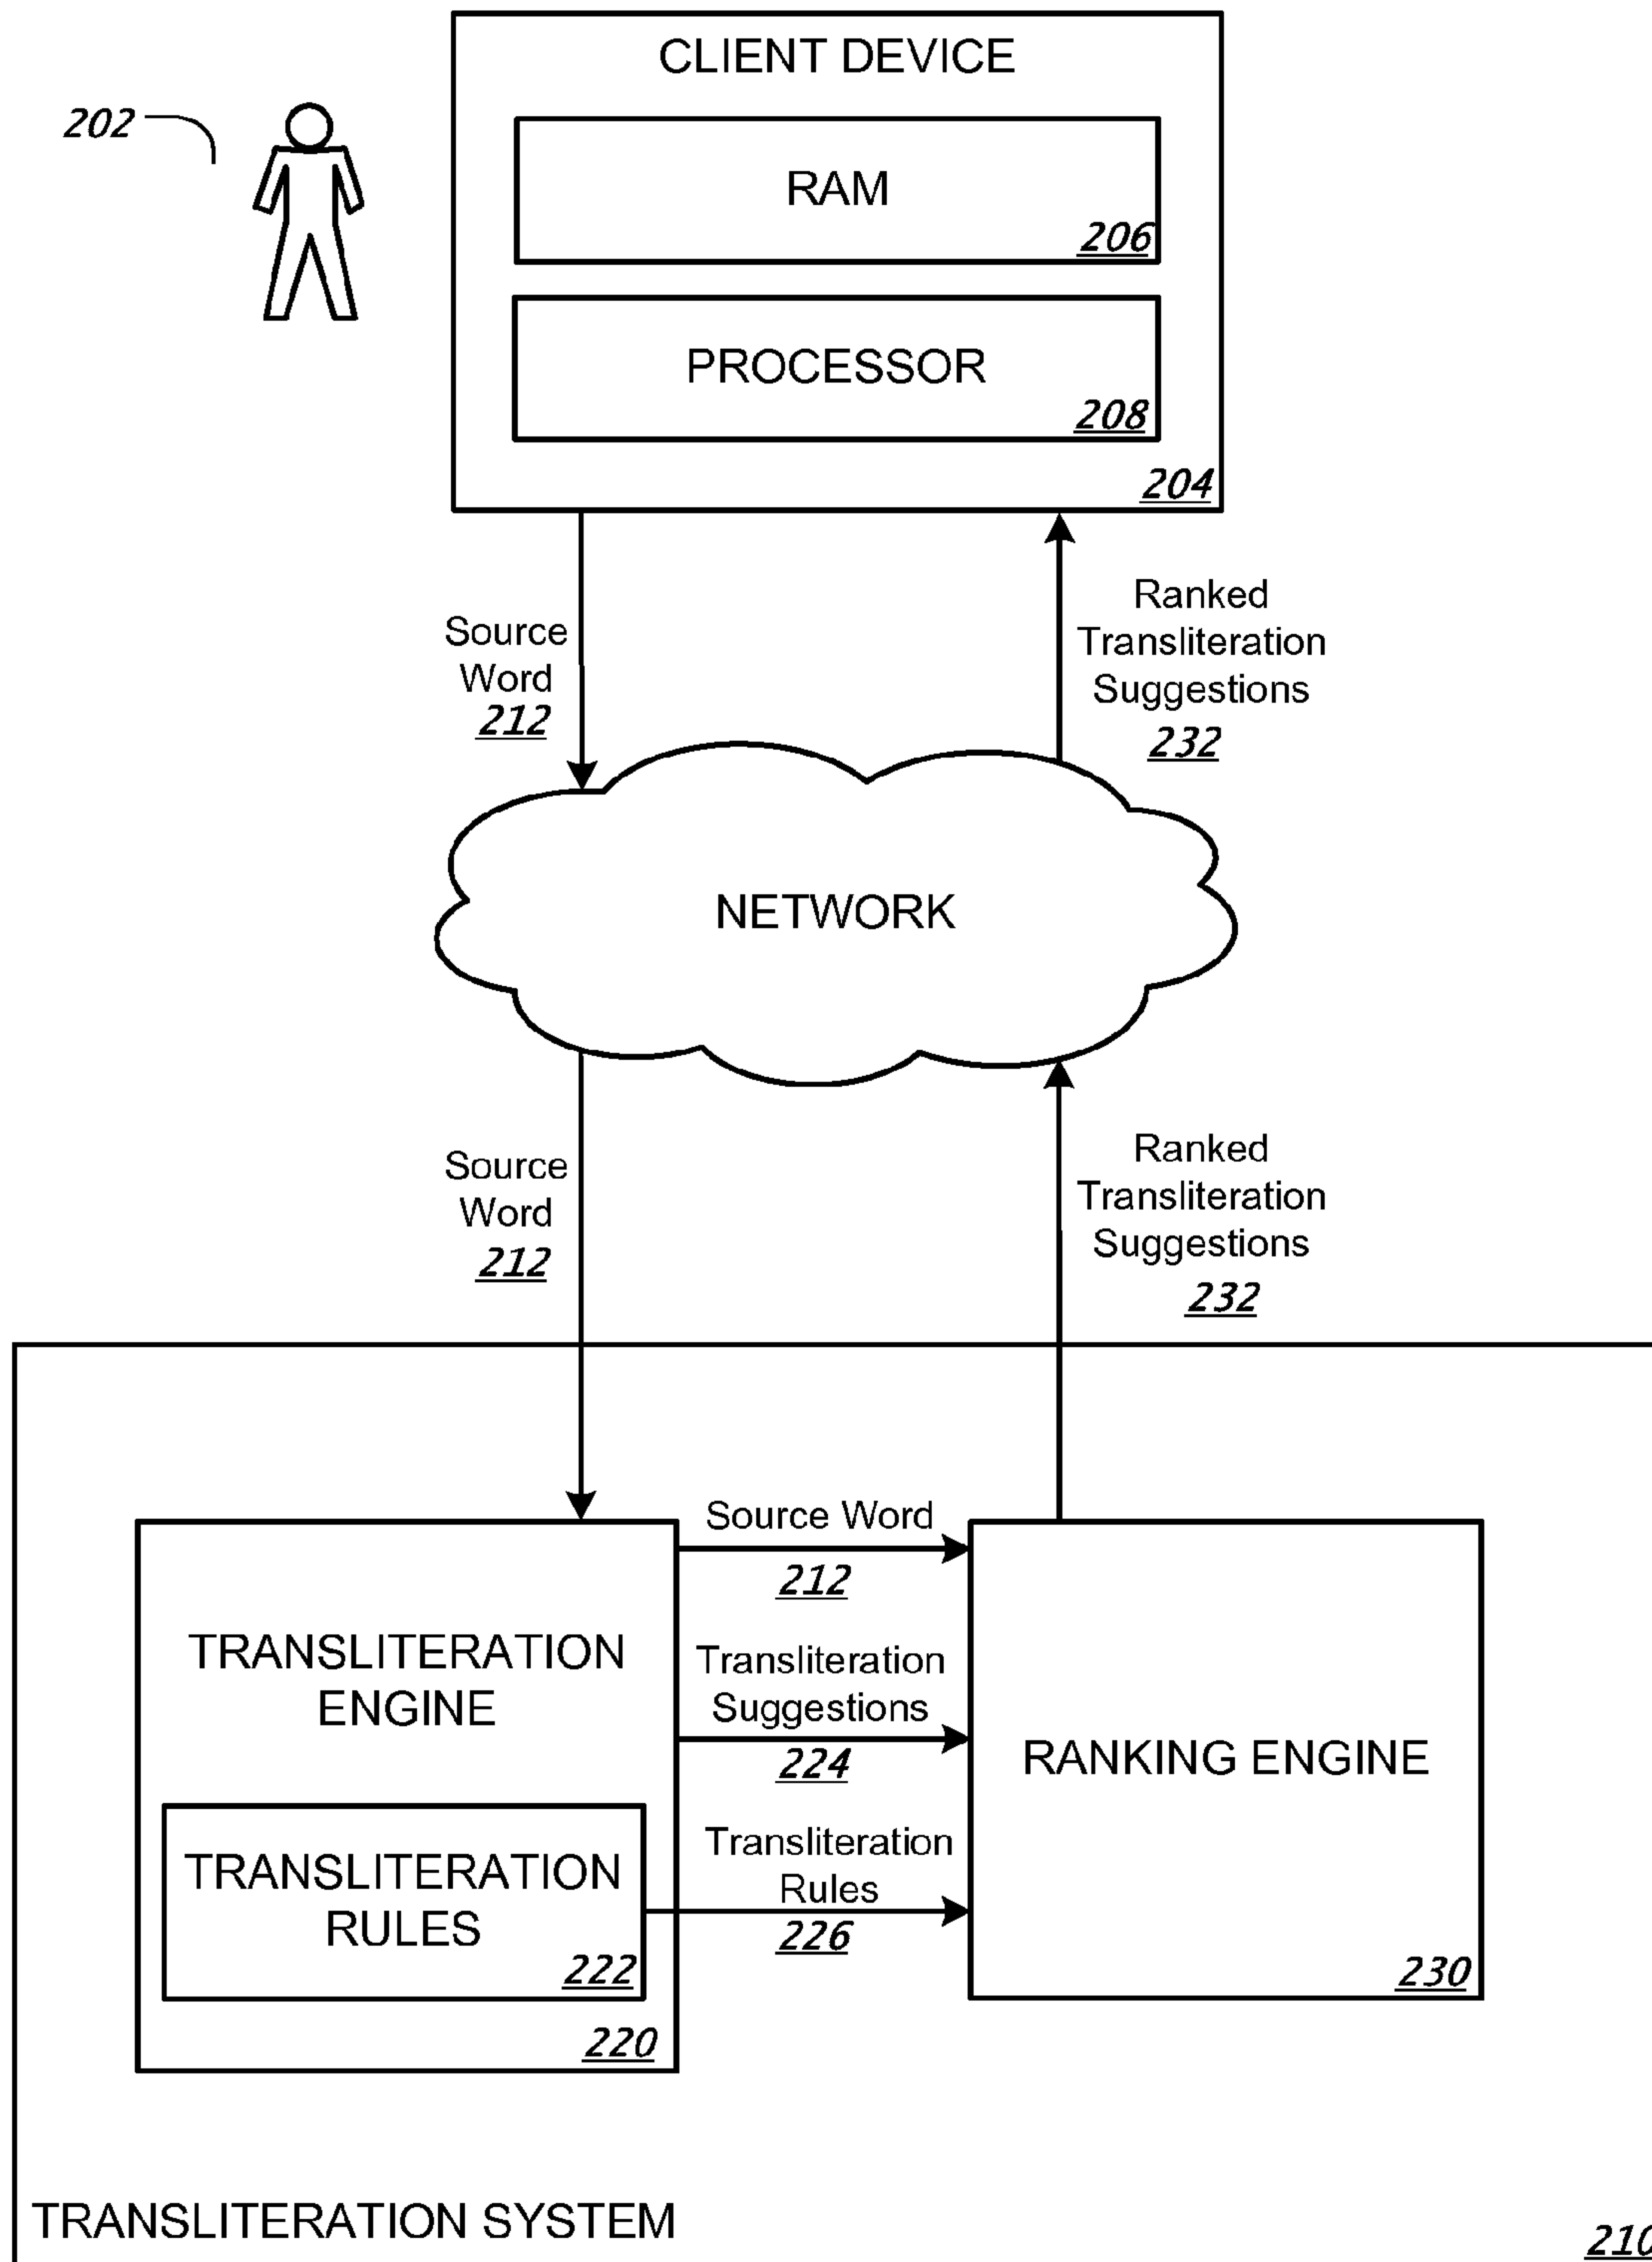 CLIENT DEVICE
202
RAM
206
PROCESSOR
208
204
Source
Word
212
Ranked
Transliteration
Suggestions
232
NETWORK
Source
Word
212
Ranked
Transliteration
Suggestions
232
Source Word
212
TRANSLITERATION
ENGINE
Transliteration
Suggestions
224
RANKING ENGINE
TRANSLITERATION
RULES
Transliteration
Rules
226
222
230
220
TRANSLITERATION SYSTEM
210